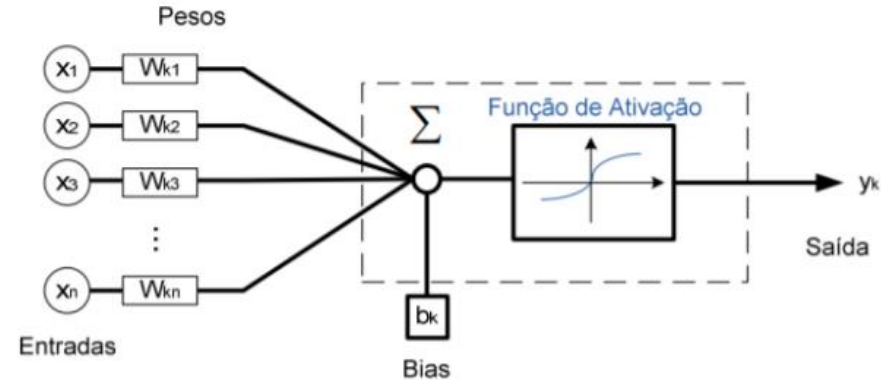 Pesos
x1 Wk1
x2 Wk2
x3 Wk3
⋮
xn Wkn
Entradas
Σ
Função de Ativação
bk
Bias
yk
Saída